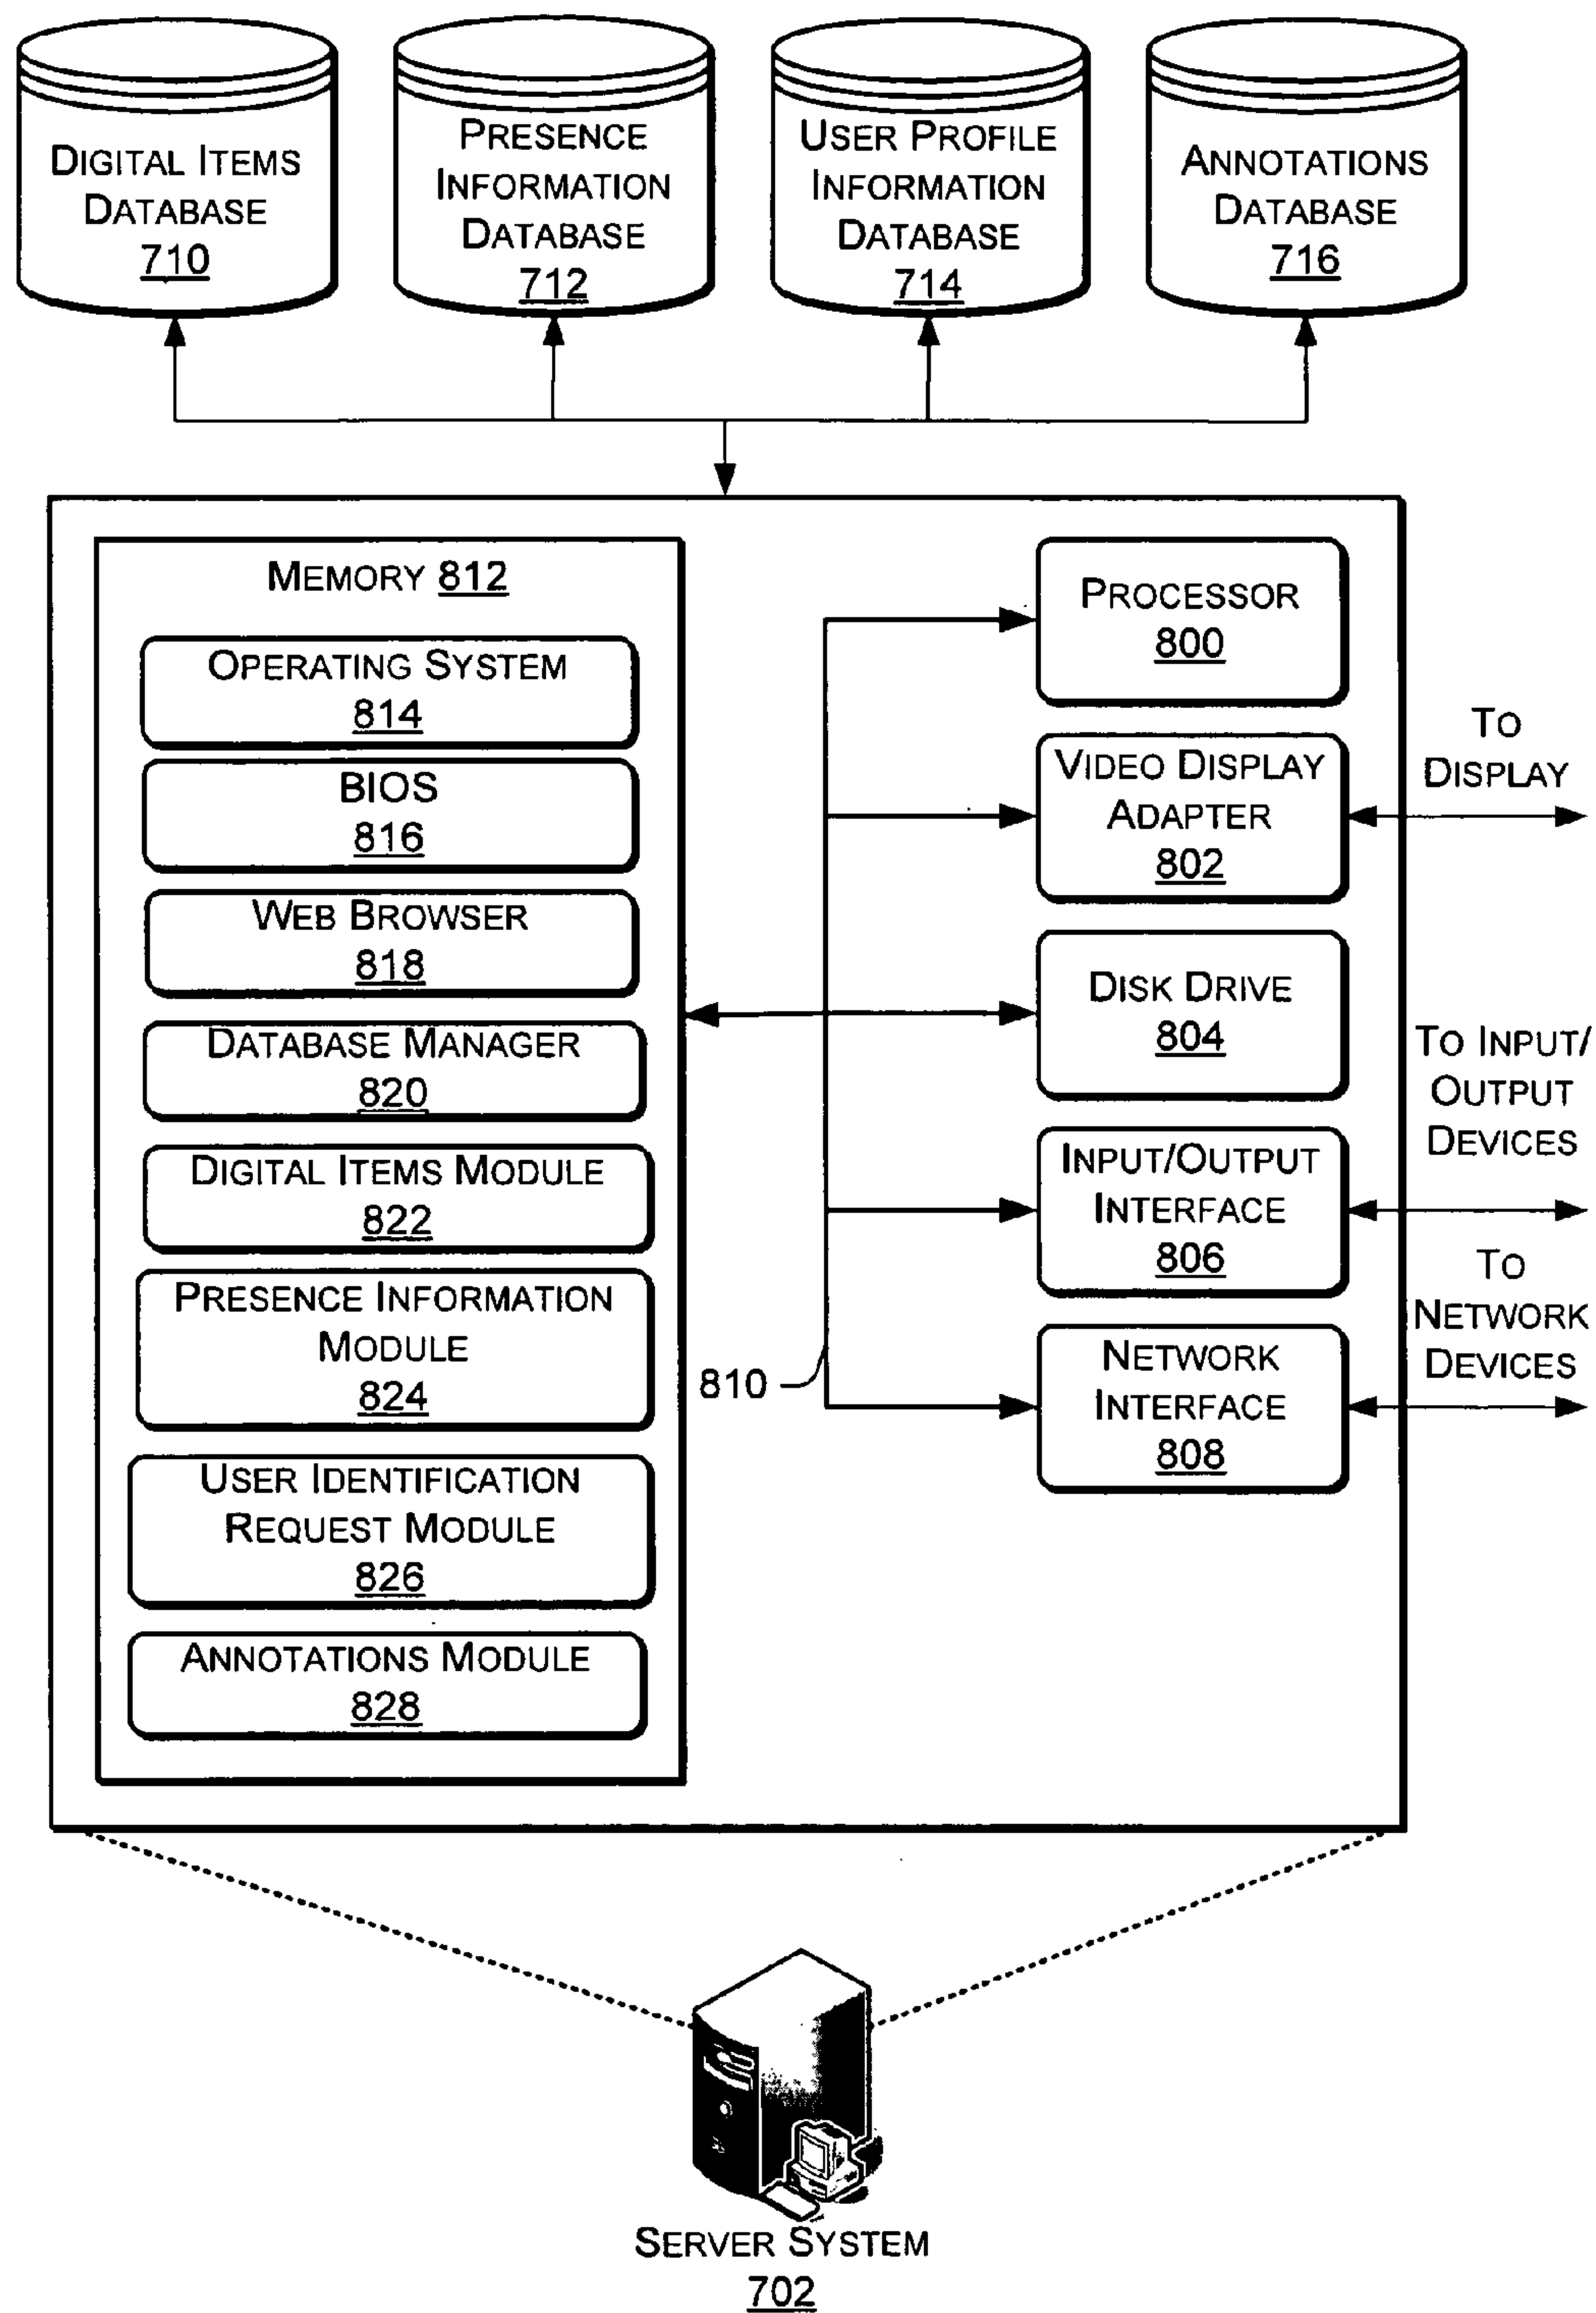 DIGITAL ITEMS
DATABASE
710
PRESENCE
INFORMATION
DATABASE
712
USER PROFILE
INFORMATION
DATABASE
714
ANNOTATIONS
DATABASE
716
MEMORY 812
OPERATING SYSTEM
814
BIOS
816
WEB BROWSER
818
DATABASE MANAGER
820
DIGITAL ITEMS MODULE
822
PRESENCE INFORMATION
MODULE
824
USER IDENTIFICATION
REQUEST MODULE
826
ANNOTATIONS MODULE
828
810
PROCESSOR
800
VIDEO DISPLAY
ADAPTER
802
DISK DRIVE
804
INPUT/OUTPUT
INTERFACE
806
NETWORK
INTERFACE
808
TO
DISPLAY
TO INPUT/
OUTPUT
DEVICES
TO
NETWORK
DEVICES
SERVER SYSTEM
702